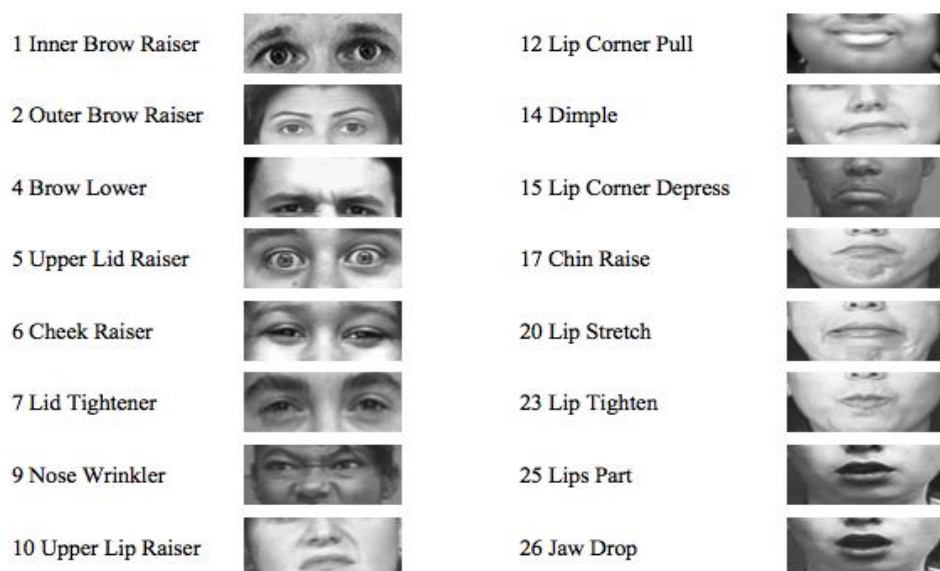 1 Inner Brow Raiser
2 Outer Brow Raiser
4 Brow Lower
5 Upper Lid Raiser
6 Cheek Raiser
7 Lid Tightener
9 Nose Wrinkler
10 Upper Lip Raiser
12 Lip Corner Pull
14 Dimple
15 Lip Corner Depress
17 Chin Raise
20 Lip Stretch
23 Lip Tighten
25 Lips Part
26 Jaw Drop